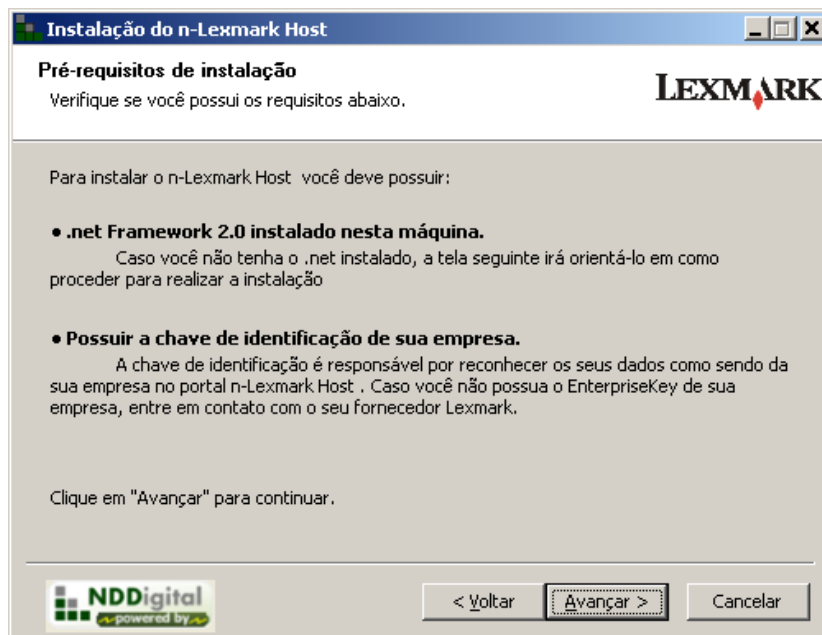 Instalação do n-Lexmark Host
Pré-requisitos de instalação
Verifique se você possui os requisitos abaixo.
LEXMARK
Para instalar o n-Lexmark Host você deve possuir:
• .net Framework 2.0 instalado nesta máquina.
Caso você não tenha o .net instalado, a tela seguinte irá orientá-lo em como
proceder para realizar a instalação
• Possuir a chave de identificação de sua empresa.
A chave de identificação é responsável por reconhecer os seus dados como sendo da
sua empresa no portal n-Lexmark Host . Caso você não possua o EnterpriseKey de sua
empresa, entre em contato com o seu fornecedor Lexmark.
Clique em "Avançar" para continuar.
NDDigital
powered by
< Voltar
Avançar >
Cancelar